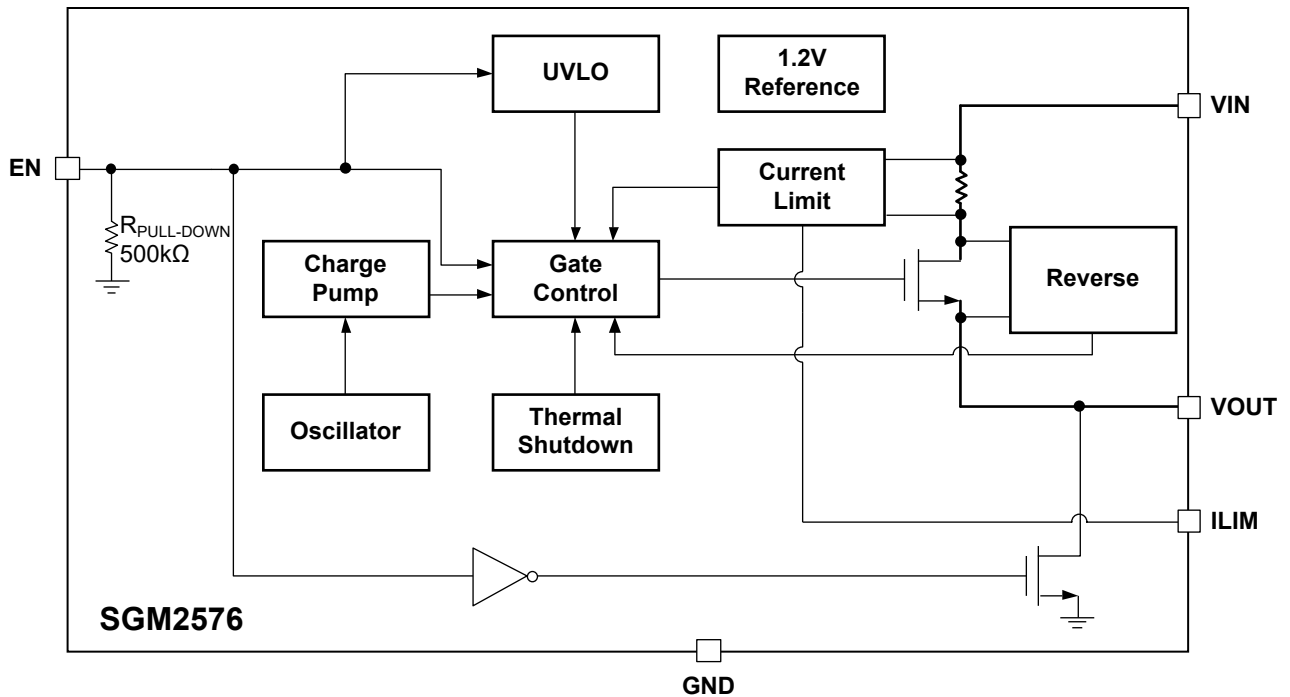 UVLO
1.2V
Reference
VIN
EN
Current
Limit
RPULL-DOWN
500kΩ
Charge
Pump
Gate
Control
Reverse
Oscillator
Thermal
Shutdown
VOUT
ILIM
SGM2576
GND